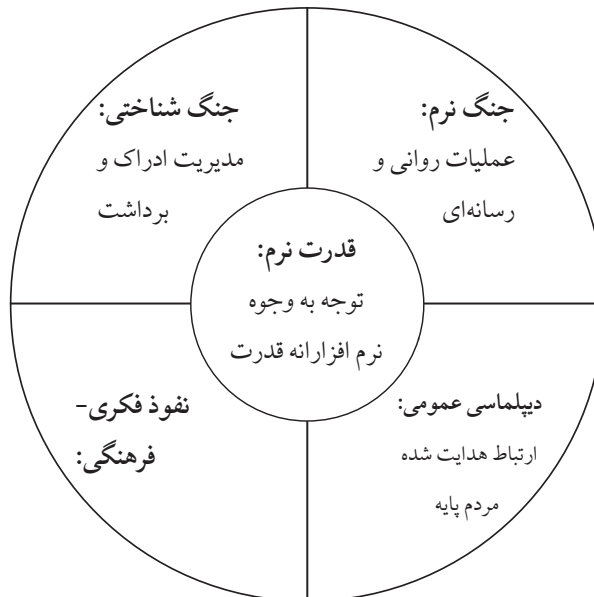 جنگ نرم:
عملیات روانی و
رسانه‌ای
جنگ شناختی:
مدیریت ادراک و
برداشت
قدرت نرم:
توجه به وجوه
نرم افزارانه قدرت
دیپلماسی عمومی:
ارتباط هدایت شده
مردم پایه
نفوذ فکری-
فرهنگی: